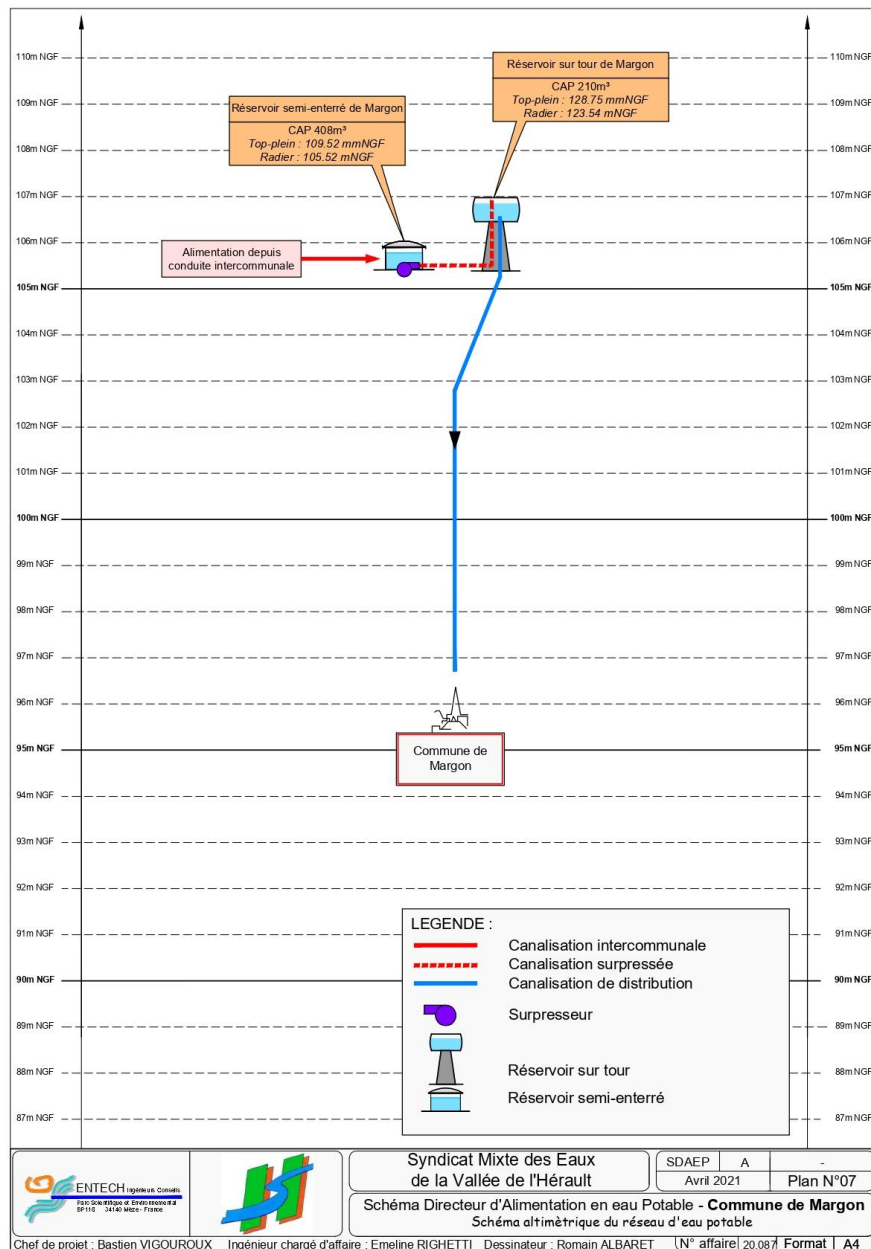 110m NGF
110m NGF
Réservoir sur tour de Margon
CAP 210m³
Top-plein : 128.75 mmNGF
Radier : 123.54 mNGF
109m NGF
109m NGF
Réservoir semi-enterré de Margon
CAP 408m³
Top-plein : 109.52 mmNGF
Radier : 105.52 mNGF
108m NGF
108m NGF
107m NGF
107m NGF
106m NGF
106m NGF
Alimentation depuis
conduite intercommunale
105m NGF
105m NGF
104m NGF
104m NGF
103m NGF
103m NGF
102m NGF
102m NGF
101m NGF
101m NGF
100m NGF
100m NGF
99m NGF
99m NGF
98m NGF
98m NGF
97m NGF
97m NGF
96m NGF
96m NGF
95m NGF
95m NGF
Commune de
Margon
94m NGF
94m NGF
93m NGF
93m NGF
92m NGF
92m NGF
91m NGF
91m NGF
90m NGF
90m NGF
89m NGF
89m NGF
88m NGF
88m NGF
87m NGF
87m NGF
LEGENDE :
Canalisation intercommunale
Canalisation surpressée
Canalisation de distribution
Surpresseur
Réservoir sur tour
Réservoir semi-enterré
ENTECH Ingénieurs Conseils
Parc Scientifique et Environnemental
BP118 34140 Mèze - France
Syndicat Mixte des Eaux
de la Vallée de l'Hérault
SDAEP A -
Avril 2021 Plan N°07
Schéma Directeur d'Alimentation en eau Potable - Commune de Margon
Schéma altimètrique du réseau d'eau potable
Chef de projet : Bastien VIGOUROUX Ingénieur chargé d'affaire : Emeline RIGHETTI Dessinateur : Romain ALBARET N° affaire 20.087 Format A4